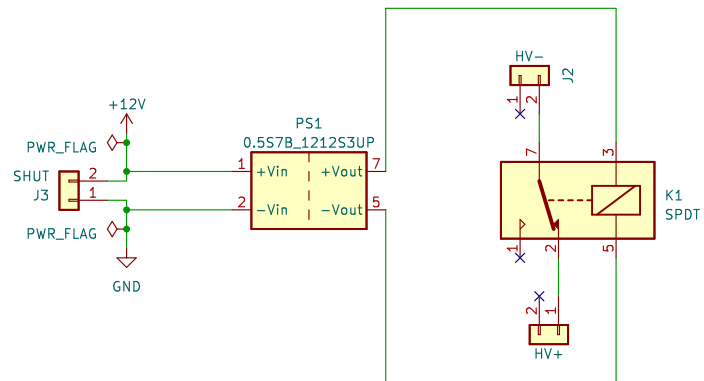 HV-
J2
1
2
+12V
PWR_FLAG
PS1
0.5S7B_1212S3UP
7
3
SHUT
J3
2
1
1
+Vin
+Vout
7
2
-Vin
-Vout
5
K1
SPDT
PWR_FLAG
GND
1
2
5
2
1
HV+